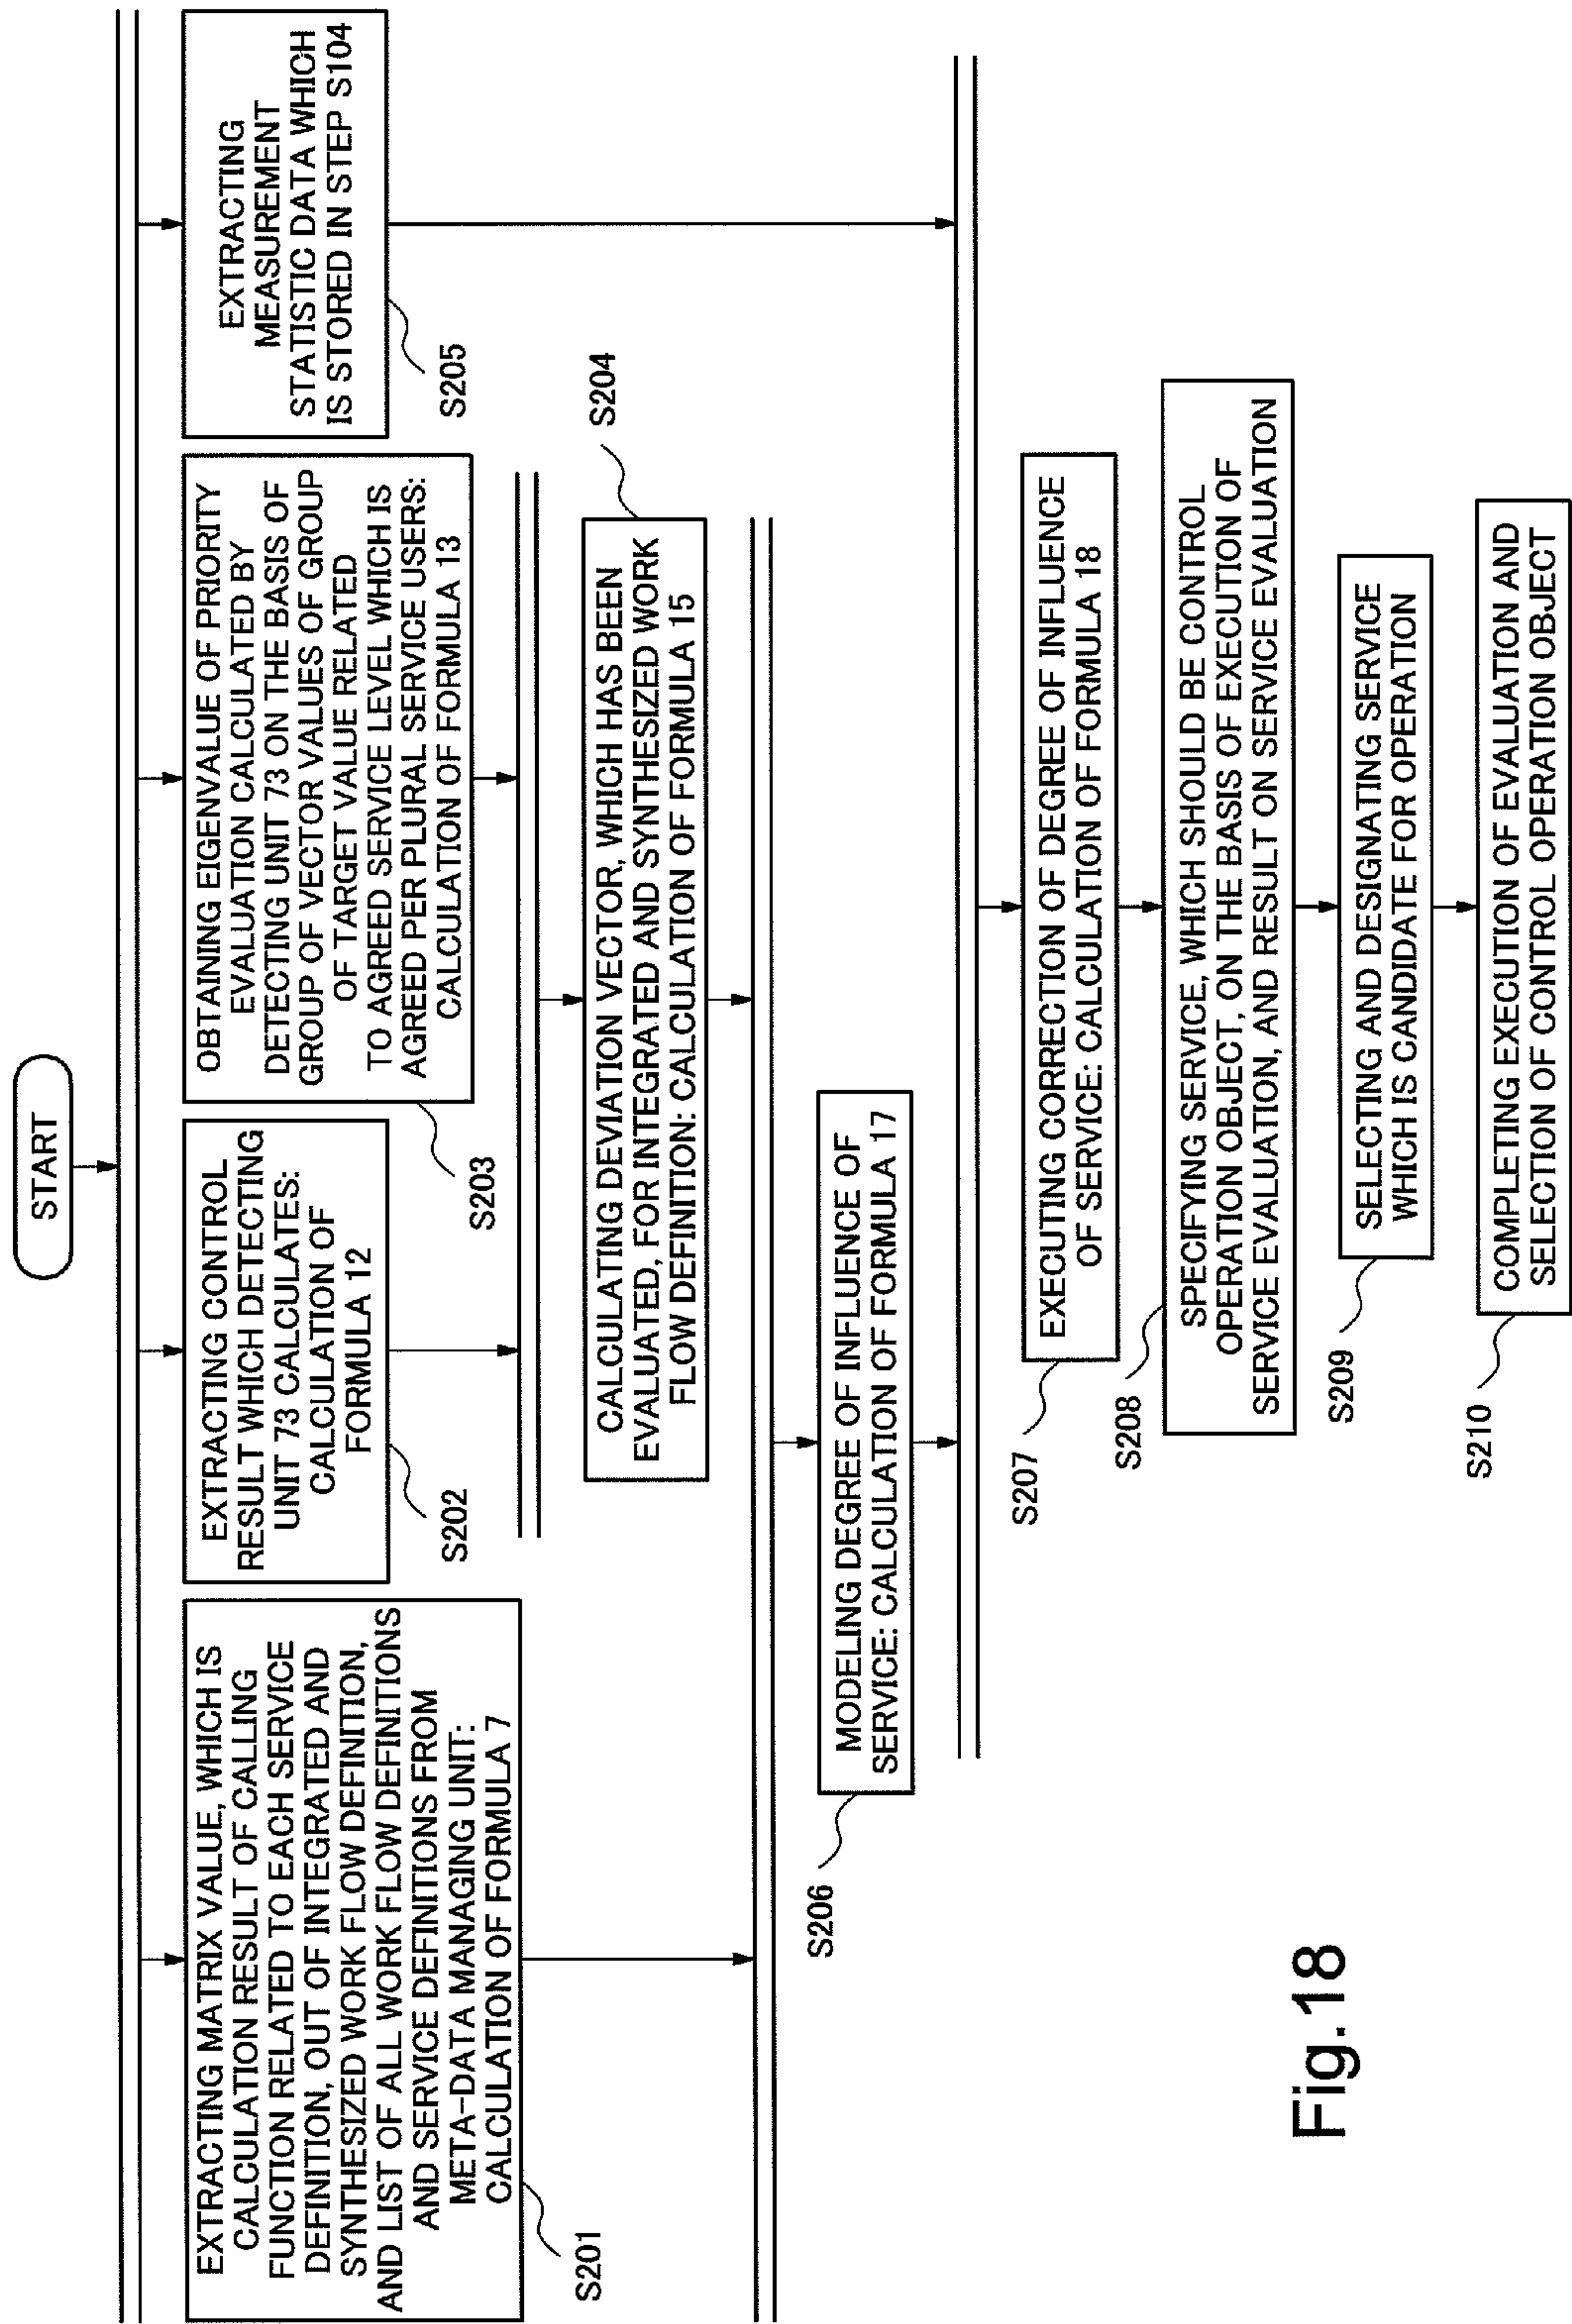 START
EXTRACTING MATRIX VALUE, WHICH IS
CALCULATION RESULT OF CALLING
FUNCTION RELATED TO EACH SERVICE
DEFINITION, OUT OF INTEGRATED AND
SYNTHESIZED WORK FLOW DEFINITION,
AND LIST OF ALL WORK FLOW DEFINITIONS
AND SERVICE DEFINITIONS FROM
META-DATA MANAGING UNIT:
CALCULATION OF FORMULA 7
S201
EXTRACTING CONTROL
RESULT WHICH DETECTING
UNIT 73 CALCULATES:
CALCULATION OF
FORMULA 12
S202
OBTAINING EIGENVALUE OF PRIORITY
EVALUATION CALCULATED BY
DETECTING UNIT 73 ON THE BASIS OF
GROUP OF VECTOR VALUES OF GROUP
OF TARGET VALUE RELATED
TO AGREED SERVICE LEVEL WHICH IS
AGREED PER PLURAL SERVICE USERS:
CALCULATION OF FORMULA 13
S203
EXTRACTING
MEASUREMENT
STATISTIC DATA WHICH
IS STORED IN STEP S104
S205
CALCULATING DEVIATION VECTOR, WHICH HAS BEEN
EVALUATED, FOR INTEGRATED AND SYNTHESIZED WORK
FLOW DEFINITION: CALCULATION OF FORMULA 15
S204
MODELING DEGREE OF INFLUENCE OF
SERVICE: CALCULATION OF FORMULA 17
S206
EXECUTING CORRECTION OF DEGREE OF INFLUENCE
OF SERVICE: CALCULATION OF FORMULA 18
S207
SPECIFYING SERVICE, WHICH SHOULD BE CONTROL
OPERATION OBJECT, ON THE BASIS OF EXECUTION OF
SERVICE EVALUATION, AND RESULT ON SERVICE EVALUATION
S208
SELECTING AND DESIGNATING SERVICE
WHICH IS CANDIDATE FOR OPERATION
S209
COMPLETING EXECUTION OF EVALUATION AND
SELECTION OF CONTROL OPERATION OBJECT
S210
Fig.18